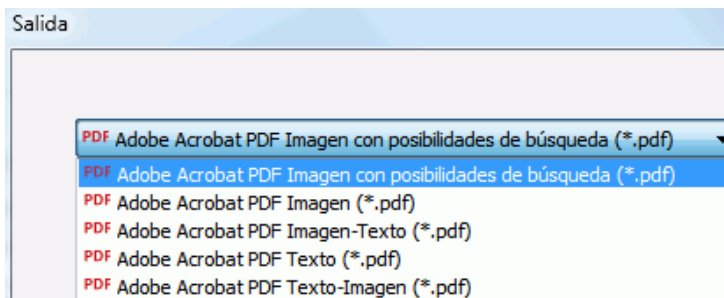 Salida
PDF Adobe Acrobat PDF Imagen con posibilidades de búsqueda (*.pdf)
PDF Adobe Acrobat PDF Imagen con posibilidades de búsqueda (*.pdf)
PDF Adobe Acrobat PDF Imagen (*.pdf)
PDF Adobe Acrobat PDF Imagen-Texto (*.pdf)
PDF Adobe Acrobat PDF Texto (*.pdf)
PDF Adobe Acrobat PDF Texto-Imagen (*.pdf)